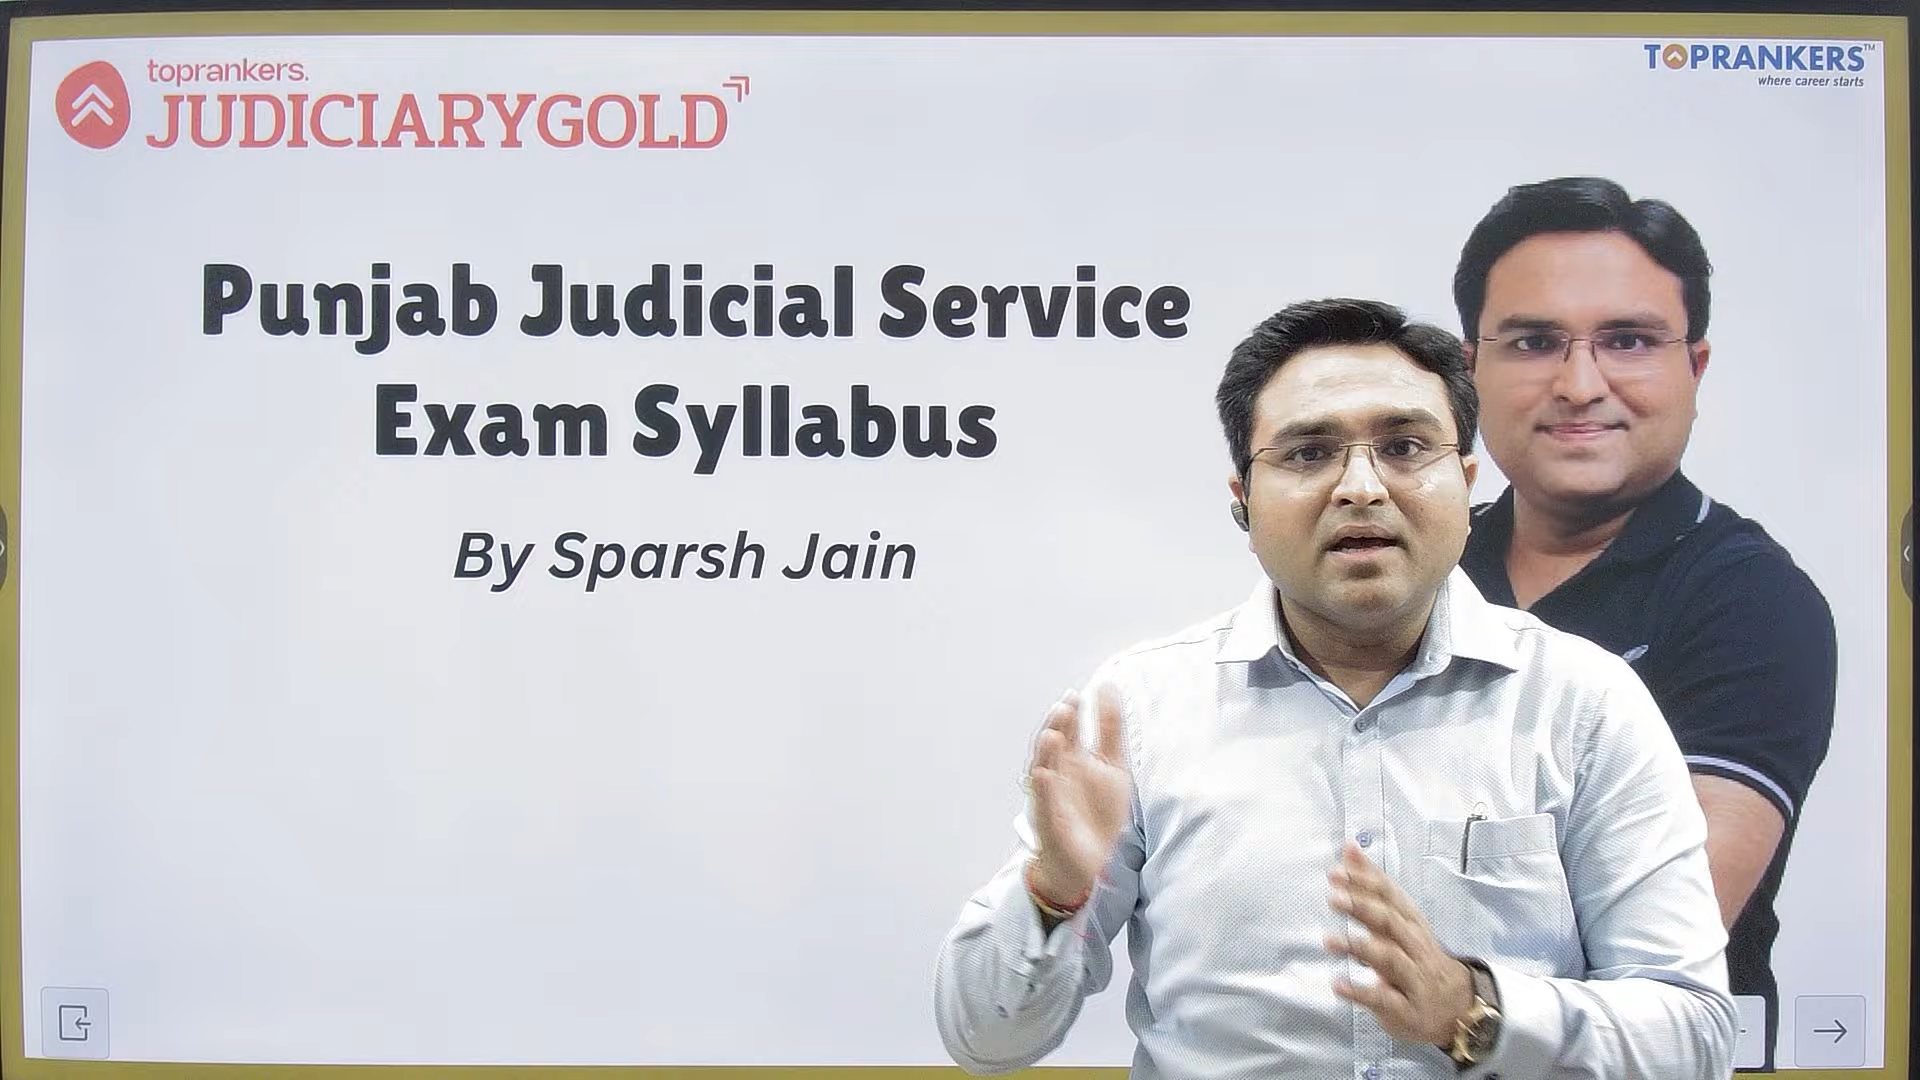 toprankers.
JUDICIARYGOLD
TOPRANKERS™
where career starts
Punjab Judicial Service
Exam Syllabus
By Sparsh Jain